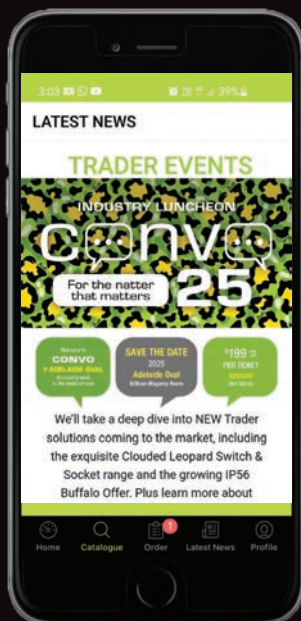 3:03
39%
LATEST NEWS
TRADER EVENTS
INDUSTRY LUNCHEON
CONVO
For the natter
that matters
25
Welcome to
CONVO
@ ADELAIDE OVAL
SAVE THE DATE
2025
Adelaide Oval
William Magarey Room
$199
PER TICKET
We'll take a deep dive into NEW Trader
solutions coming to the market, including
the exquisite Clouded Leopard Switch &
Socket range and the growing IP56
Buffalo Offer. Plus learn more about
1
Home
Catalogue
Order
Latest News
Profile